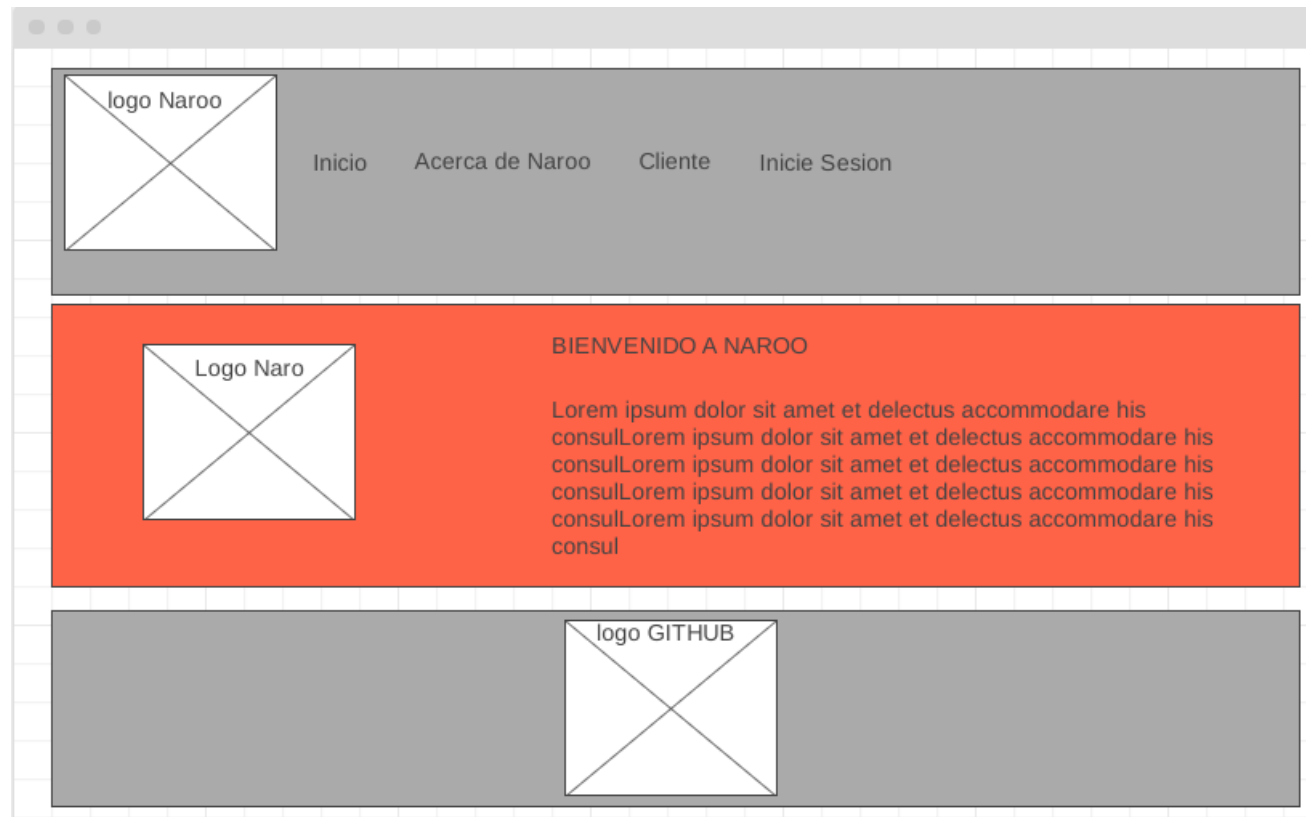 logo Naroo
Inicio
Acerca de Naroo
Cliente
Inicie Sesion
Logo Naro
BIENVENIDO A NAROO
Lorem ipsum dolor sit amet et delectus accommodare his
consulLorem ipsum dolor sit amet et delectus accommodare his
consulLorem ipsum dolor sit amet et delectus accommodare his
consulLorem ipsum dolor sit amet et delectus accommodare his
consulLorem ipsum dolor sit amet et delectus accommodare his
consul
logo GITHUB